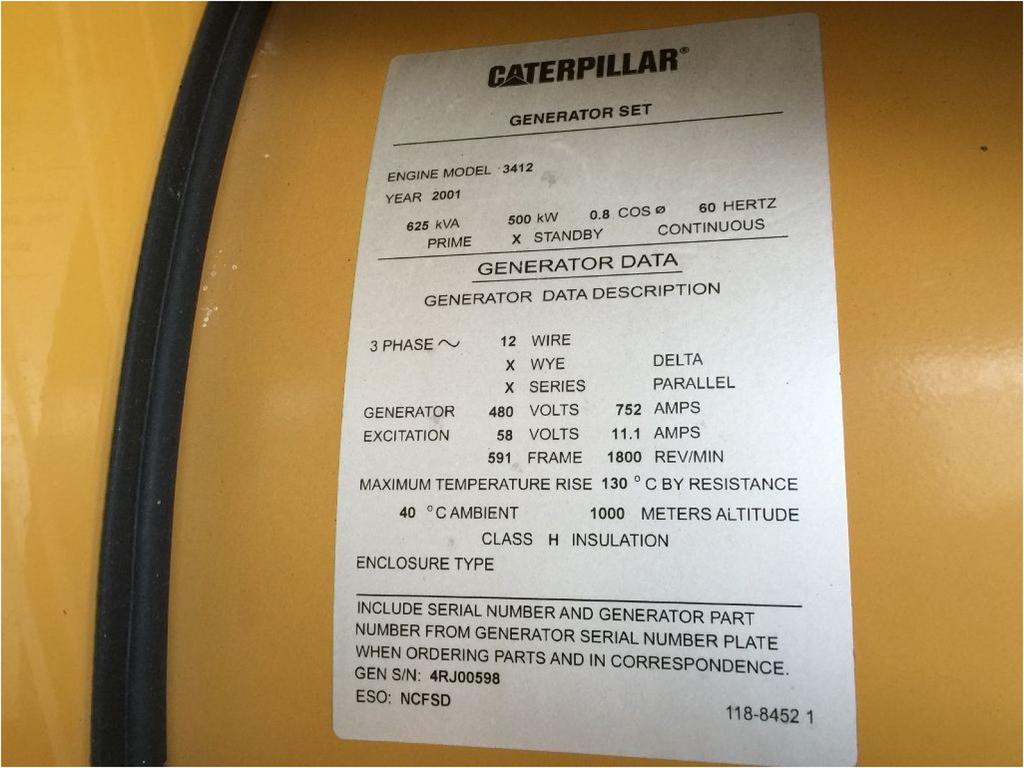 CATERPILLAR®
GENERATOR SET
ENGINE MODEL 3412
YEAR 2001
625 kVA 500 kW 0.8 COS ø 60 HERTZ
PRIME X STANDBY CONTINUOUS
GENERATOR DATA
GENERATOR DATA DESCRIPTION
3 PHASE ~ 12 WIRE
X WYE DELTA
X SERIES PARALLEL
GENERATOR 480 VOLTS 752 AMPS
EXCITATION 58 VOLTS 11.1 AMPS
591 FRAME 1800 REV/MIN
MAXIMUM TEMPERATURE RISE 130 °C BY RESISTANCE
40 °C AMBIENT 1000 METERS ALTITUDE
CLASS H INSULATION
ENCLOSURE TYPE
INCLUDE SERIAL NUMBER AND GENERATOR PART
NUMBER FROM GENERATOR SERIAL NUMBER PLATE
WHEN ORDERING PARTS AND IN CORRESPONDENCE.
GEN S/N: 4RJ00598
ESO: NCFSD
118-8452 1